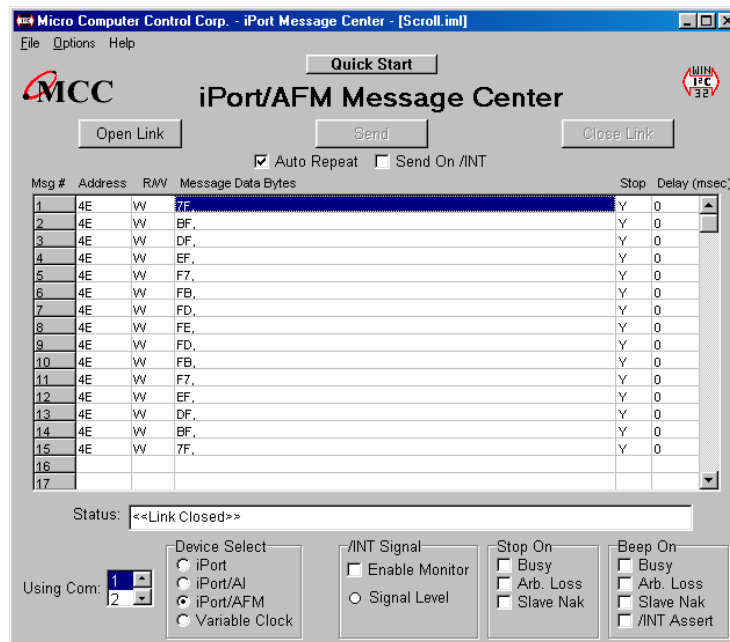 Micro Computer Control Corp. - iPort Message Center - [Scroll.iml]
File Options Help
Quick Start
MCC
iPort/AFM Message Center
WIN
I²C
32
Open Link Send Close Link
Auto Repeat Send On /INT
Msg # Address R/W Message Data Bytes Stop Delay (msec)
1 4E W 7F, Y 0
2 4E W BF, Y 0
3 4E W DF, Y 0
4 4E W EF, Y 0
5 4E W F7, Y 0
6 4E W FB, Y 0
7 4E W FD, Y 0
8 4E W FE, Y 0
9 4E W FD, Y 0
10 4E W FB, Y 0
11 4E W F7, Y 0
12 4E W EF, Y 0
13 4E W DF, Y 0
14 4E W BF, Y 0
15 4E W 7F, Y 0
16
17
Status: <<Link Closed>>
Using Com: 1
2
Device Select
iPort
iPort/AI
iPort/AFM
Variable Clock
/INT Signal
Enable Monitor
Signal Level
Stop On
Busy
Arb. Loss
Slave Nak
Beep On
Busy
Arb. Loss
Slave Nak
/INT Assert